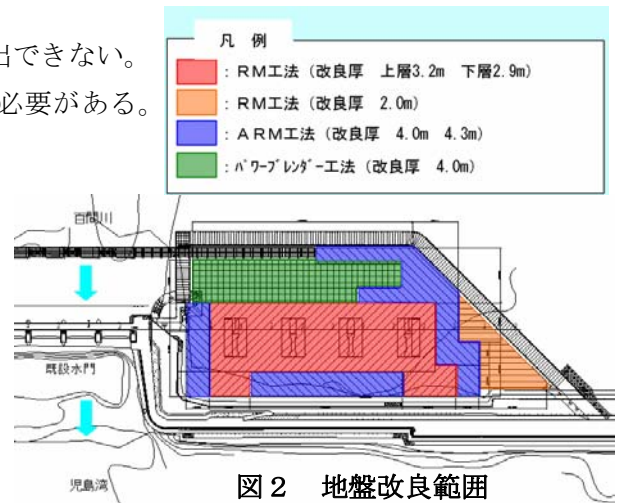 出できない。
必要がある。
凡 例
: RM工法（改良厚 上層3.2m 下層2.9m）
: RM工法（改良厚 2.0m）
: ARM工法（改良厚 4.0m 4.3m）
: ﾊﾟﾜｰﾌﾞﾚﾝﾀﾞｰ工法（改良厚 4.0m）
百間川
既設水門
児島湾
図2 地盤改良範囲